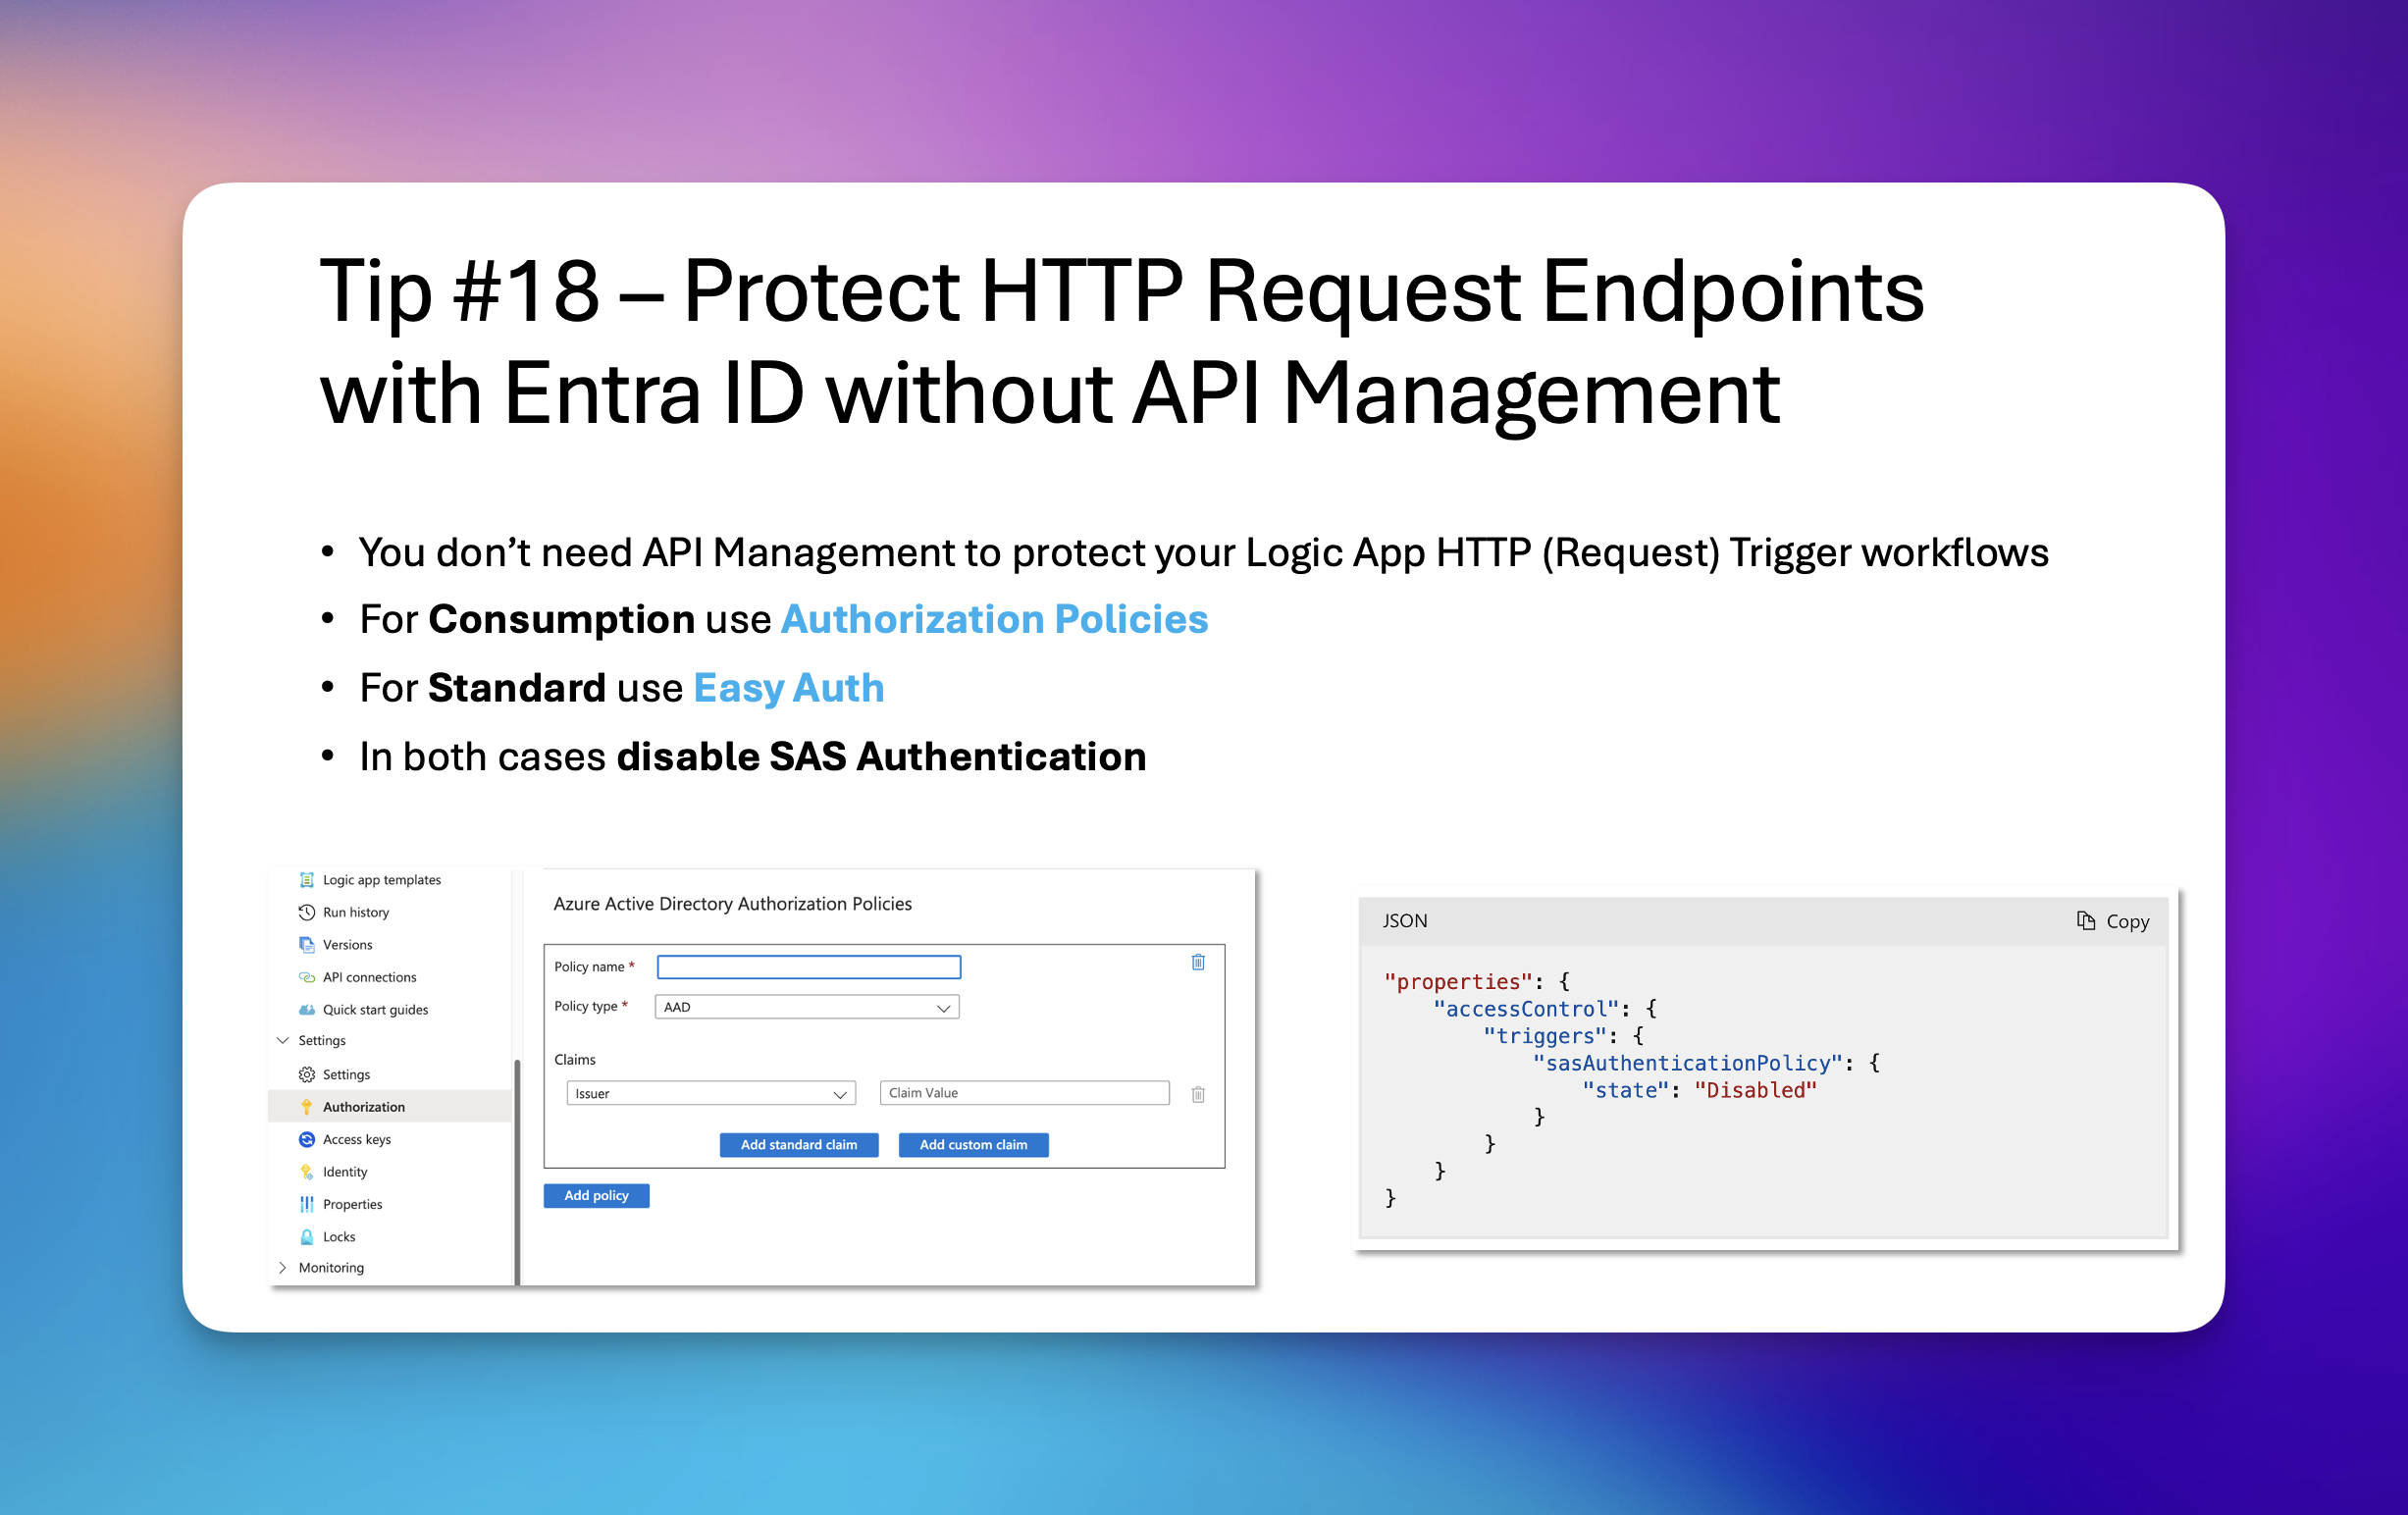 Tip #18 – Protect HTTP Request Endpoints
with Entra ID without API Management
• You don’t need API Management to protect your Logic App HTTP (Request) Trigger workflows
• For Consumption use Authorization Policies
• For Standard use Easy Auth
• In both cases disable SAS Authentication
Logic app templates
Run history
Versions
API connections
Quick start guides
Settings
Settings
Authorization
Access keys
Identity
Properties
Locks
Monitoring
Azure Active Directory Authorization Policies
Policy name *
Policy type * AAD
Claims
Issuer Claim Value
Add standard claim Add custom claim
Add policy
JSON Copy
"properties": {
    "accessControl": {
        "triggers": {
            "sasAuthenticationPolicy": {
                "state": "Disabled"
            }
        }
    }
}